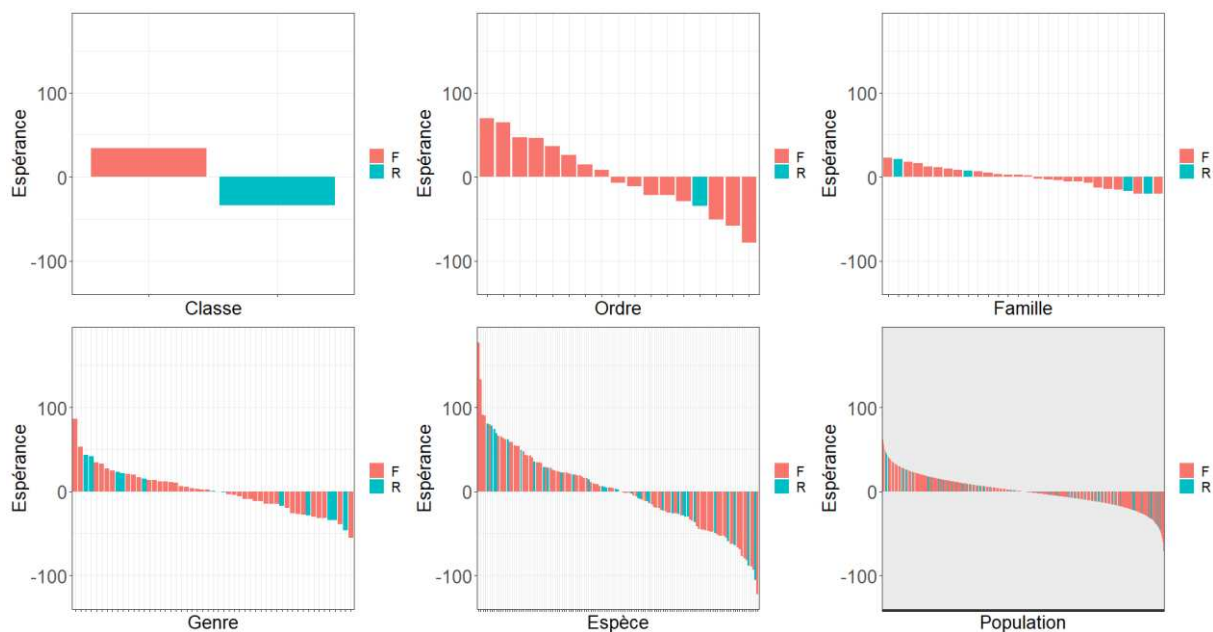 Espérance
100
0
-100
Classe
F
R
Espérance
100
0
-100
Ordre
F
R
Espérance
100
0
-100
Famille
F
R
Espérance
100
0
-100
Genre
F
R
Espérance
100
0
-100
Espèce
F
R
Espérance
100
0
-100
Population
F
R